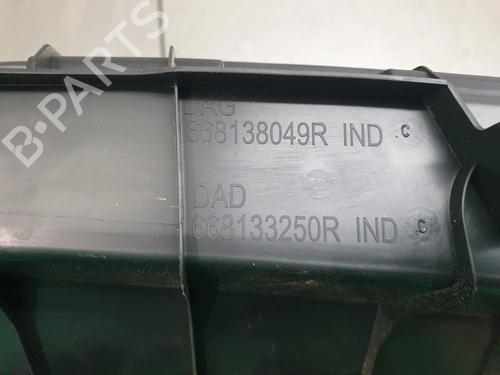 B-PARTS
DAG
668138049R IND C
DAD
668133250R IND C